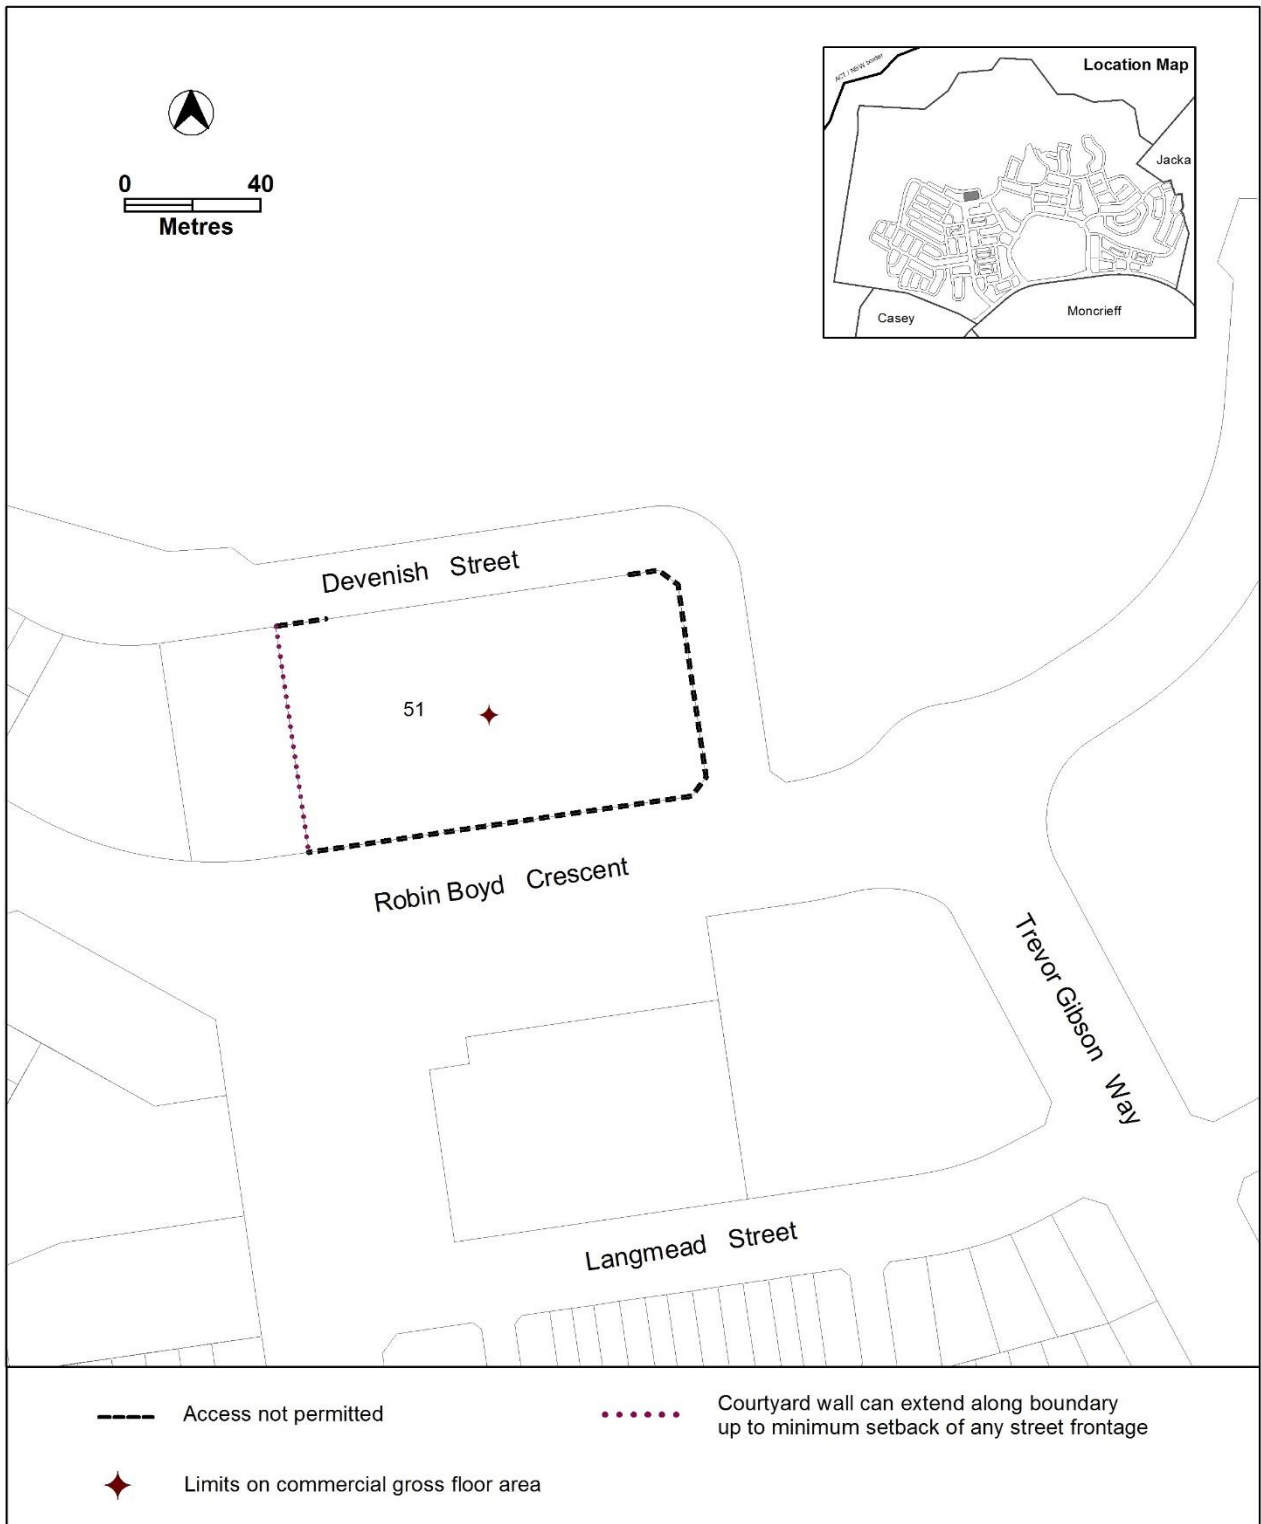 Location Map
ACT / NSW border
Jacka
Casey
Moncrieff
0 40
Metres
Devenish Street
51
Robin Boyd Crescent
Trevor Gibson Way
Langmead Street
Access not permitted
Courtyard wall can extend along boundary
up to minimum setback of any street frontage
Limits on commercial gross floor area